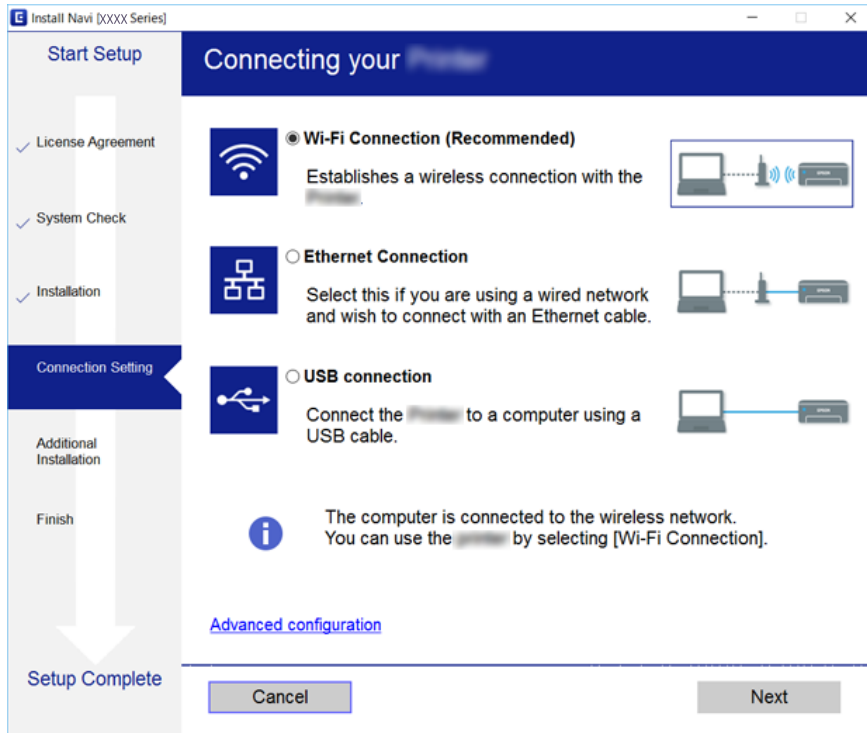 Install Navi [XXXX Series]
Start Setup
License Agreement
System Check
Installation
Connection Setting
Additional
Installation
Finish
Setup Complete
Connecting your
Wi-Fi Connection (Recommended)
Establishes a wireless connection with the
.
EPSON
Ethernet Connection
Select this if you are using a wired network
and wish to connect with an Ethernet cable.
EPSON
USB connection
Connect the to a computer using a
USB cable.
EPSON
The computer is connected to the wireless network.
You can use the by selecting [Wi-Fi Connection].
Advanced configuration
Cancel
Next